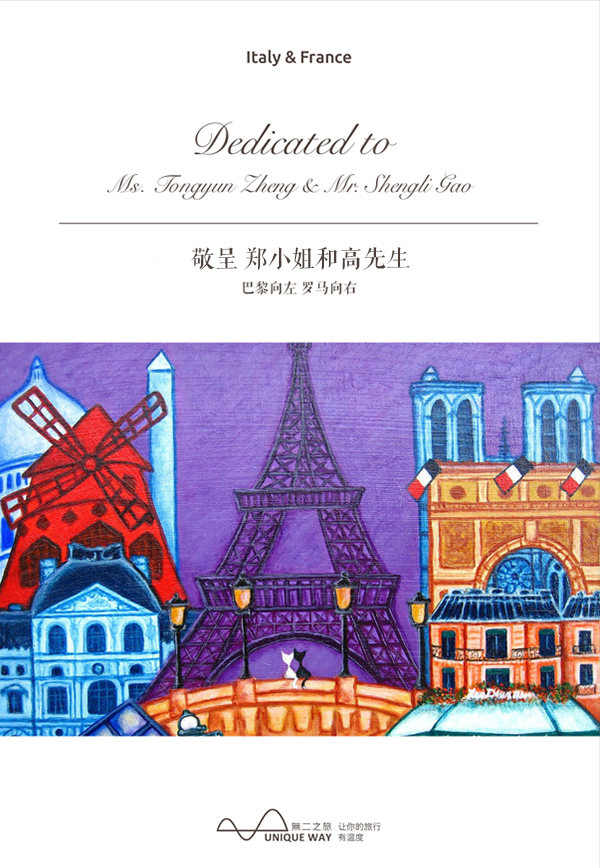 Italy & France
Dedicated to
Ms. Tongyun Zheng & Mr. Shengli Gao
敬呈 郑小姐和高先生
巴黎向左 罗马向右
無二之旅 让你的旅行
UNIQUE WAY 有温度